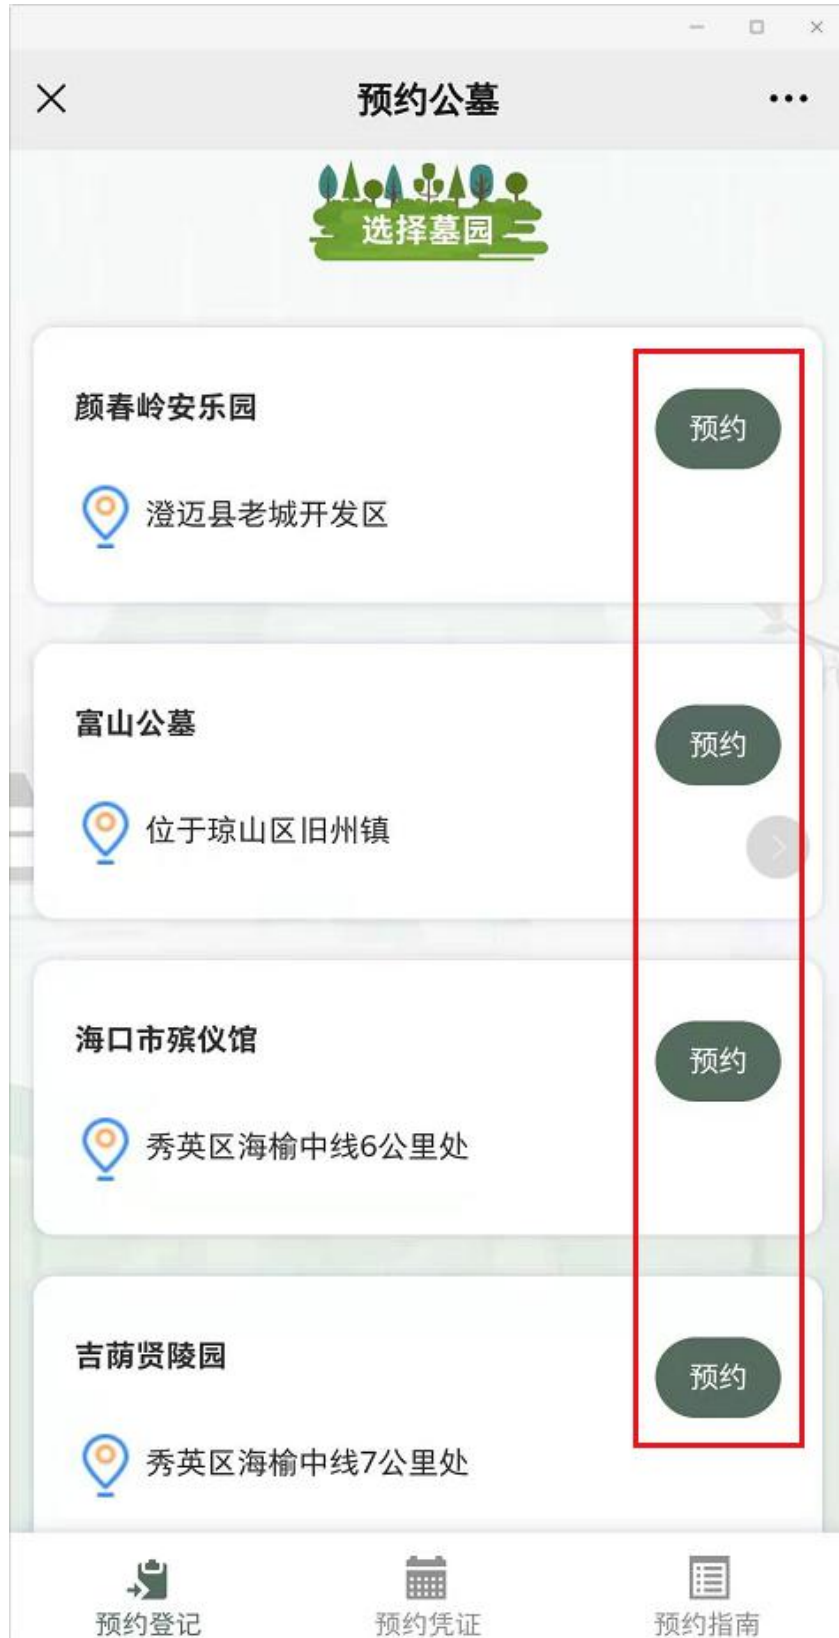 预约公墓
选择墓园
颜春岭安乐园
预约
澄迈县老城开发区
富山公墓
预约
位于琼山区旧州镇
海口市殡仪馆
预约
秀英区海榆中线6公里处
吉荫贤陵园
预约
秀英区海榆中线7公里处
预约登记
预约凭证
预约指南